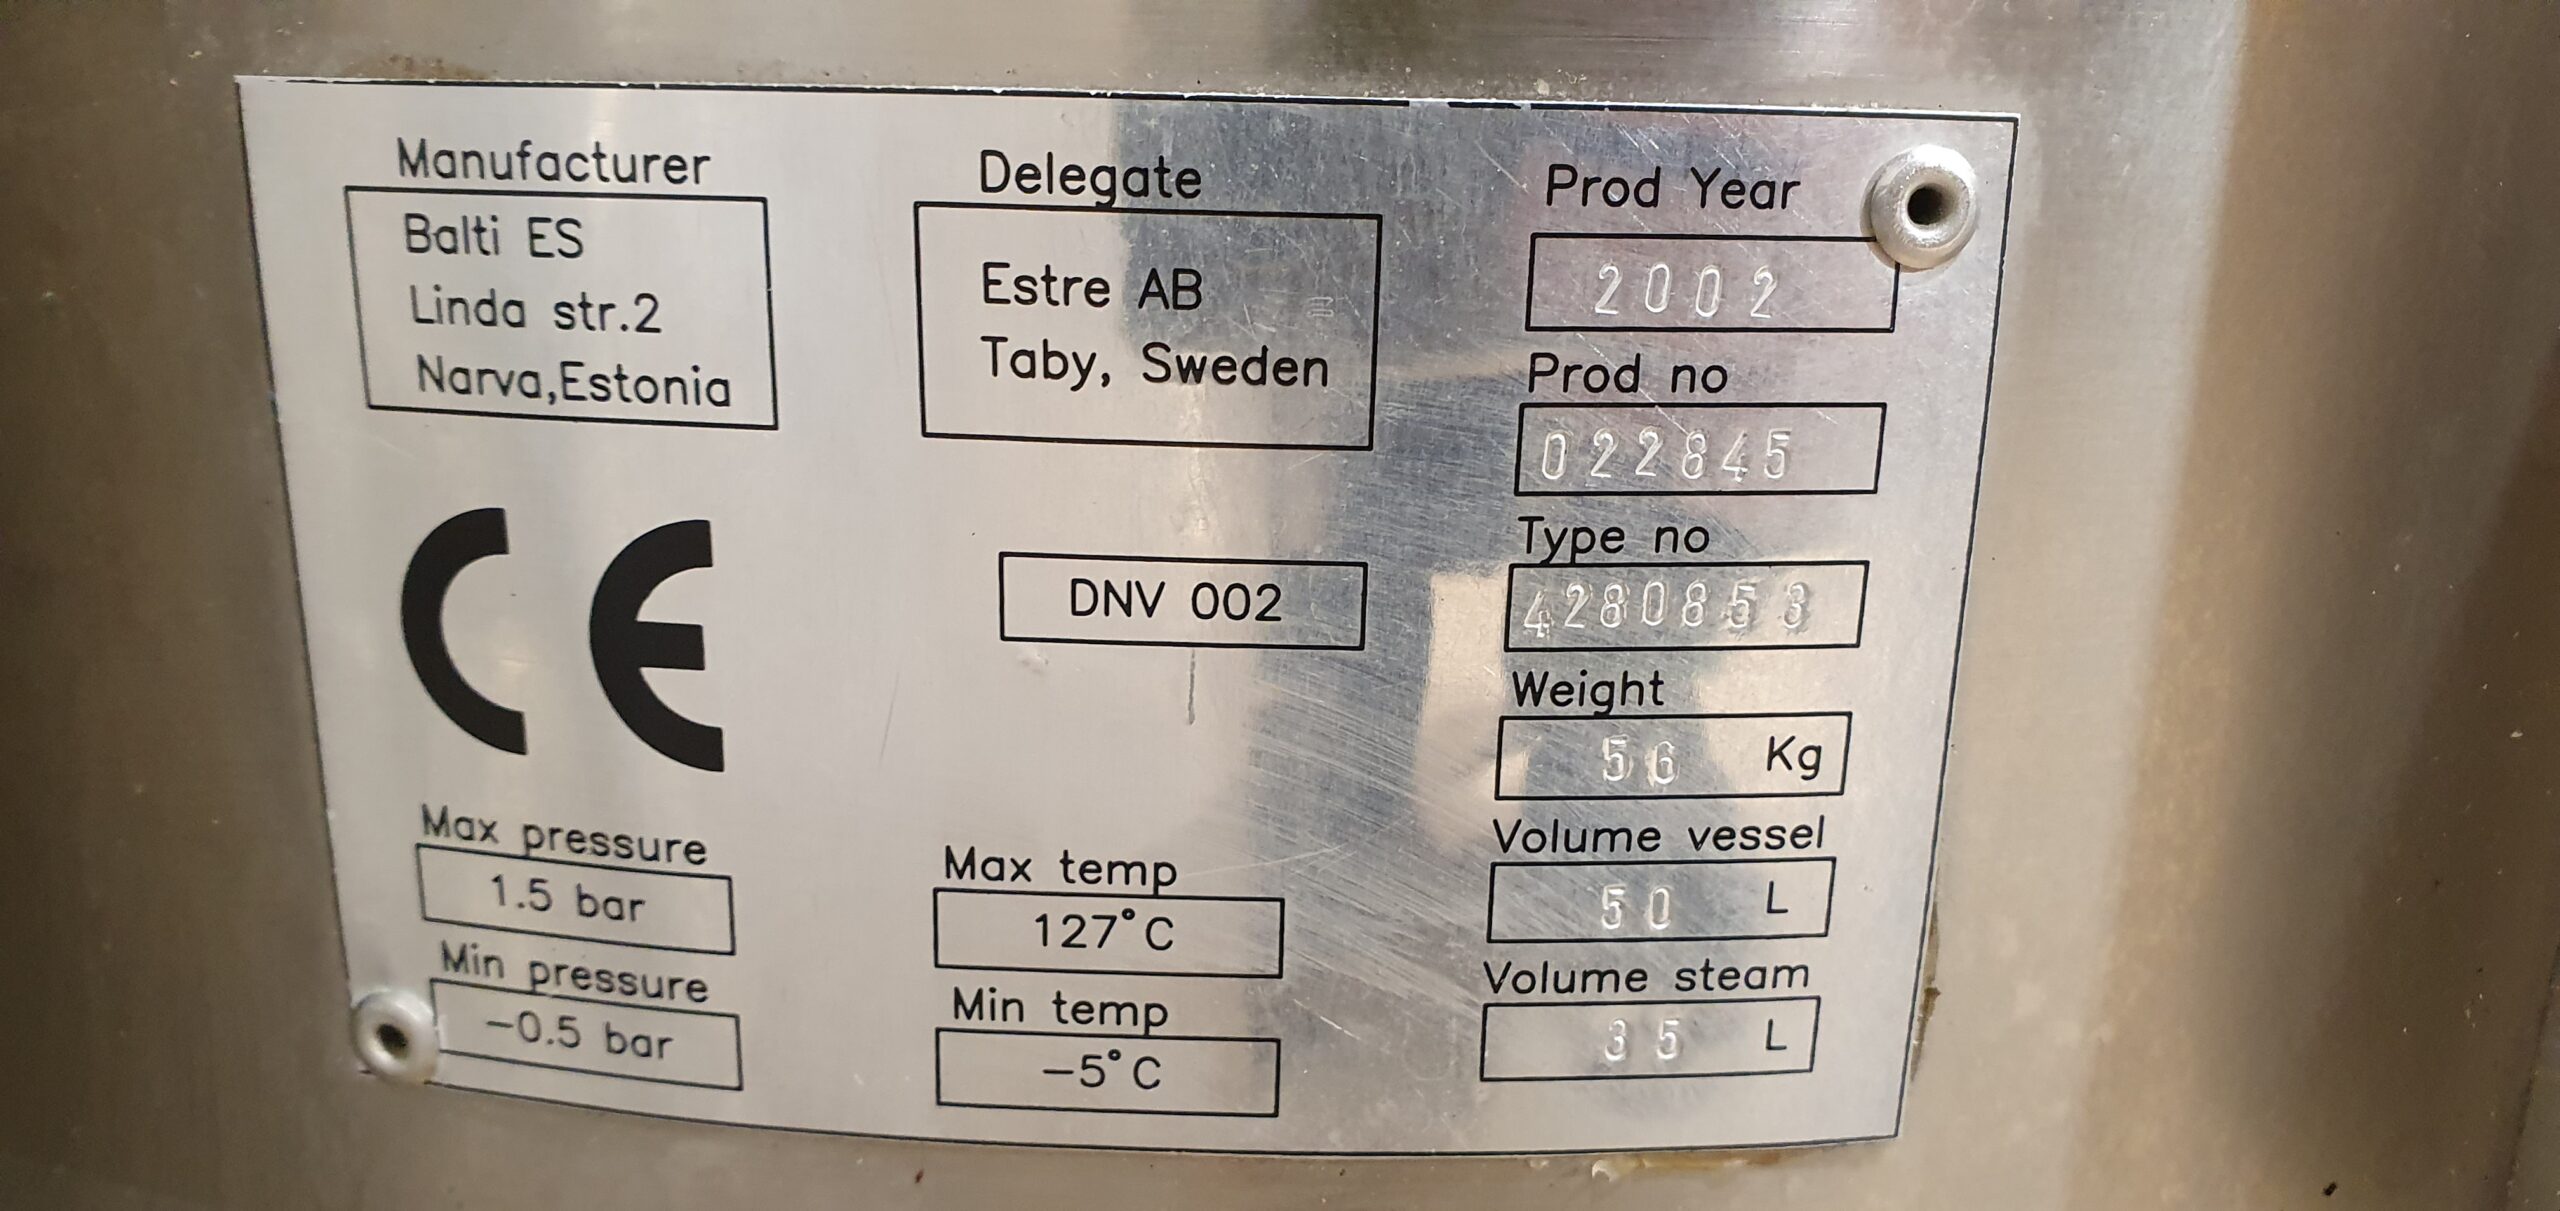 Manufacturer
Balti ES
Linda str.2
Narva,Estonia
Delegate
Estre AB
Taby, Sweden
Prod Year
2002
Prod no
022845
Type no
4280853
Weight
56 Kg
Volume vessel
50 L
Volume steam
35 L
CE
DNV 002
Max pressure
1.5 bar
Min pressure
-0.5 bar
Max temp
127°C
Min temp
-5°C